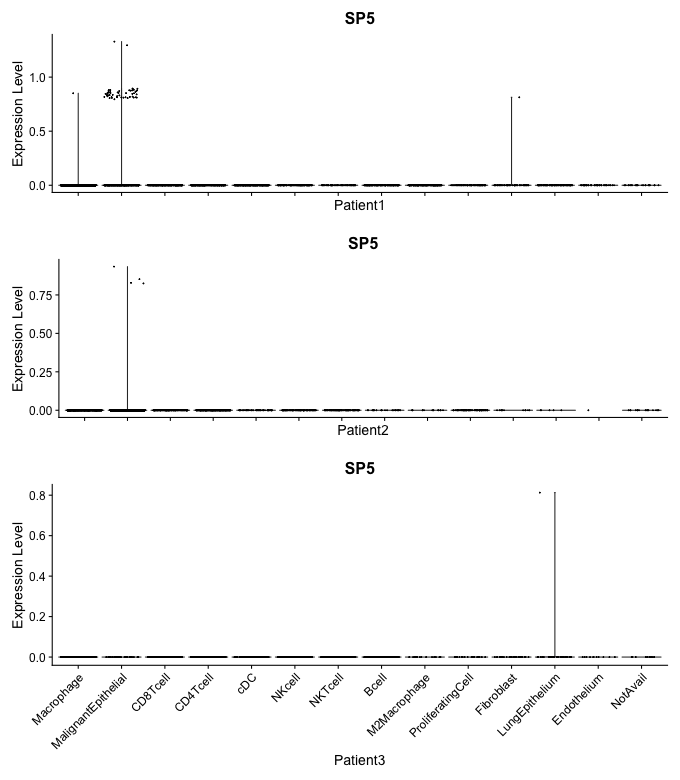 SP5
Expression Level
1.0
0.5
0.0
Patient1
SP5
Expression Level
0.75
0.50
0.25
0.00
Patient2
SP5
Expression Level
0.8
0.6
0.4
0.2
0.0
Macrophage
MalignantEpithelial
CD8Tcell
CD4Tcell
cDC
NKcell
NKTcell
Bcell
M2Macrophage
ProliferatingCell
Fibroblast
LungEpithelium
Endothelium
NotAvail
Patient3